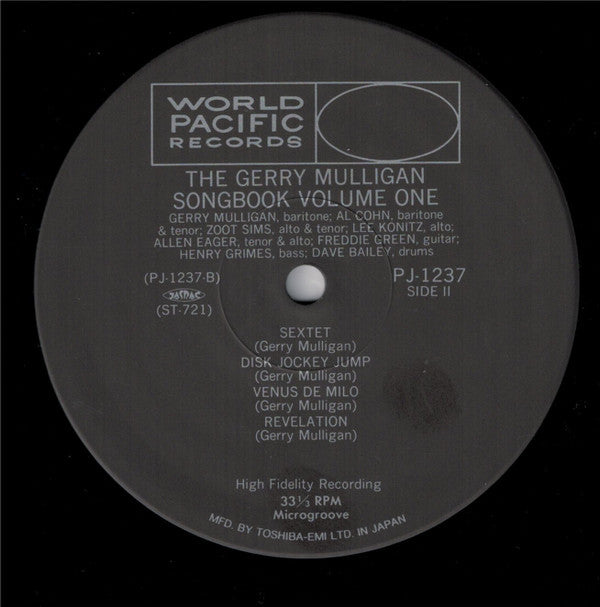 WORLD
PACIFIC
RECORDS
THE GERRY MULLIGAN
SONGBOOK VOLUME ONE
GERRY MULLIGAN, baritone; AL COHN, baritone
& tenor; ZOOT SIMS, alto & tenor; LEE KONITZ, alto;
ALLEN EAGER, tenor & alto; FREDDIE GREEN, guitar;
HENRY GRIMES, bass; DAVE BAILEY, drums
(PJ-1237-B)
JASRAC
(ST-721)
PJ-1237
SIDE II
SEXTET
(Gerry Mulligan)
DISK JOCKEY JUMP
(Gerry Mulligan)
VENUS DE MILO
(Gerry Mulligan)
REVELATION
(Gerry Mulligan)
High Fidelity Recording
33⅓ RPM
Microgroove
MFD. BY TOSHIBA-EMI LTD. IN JAPAN